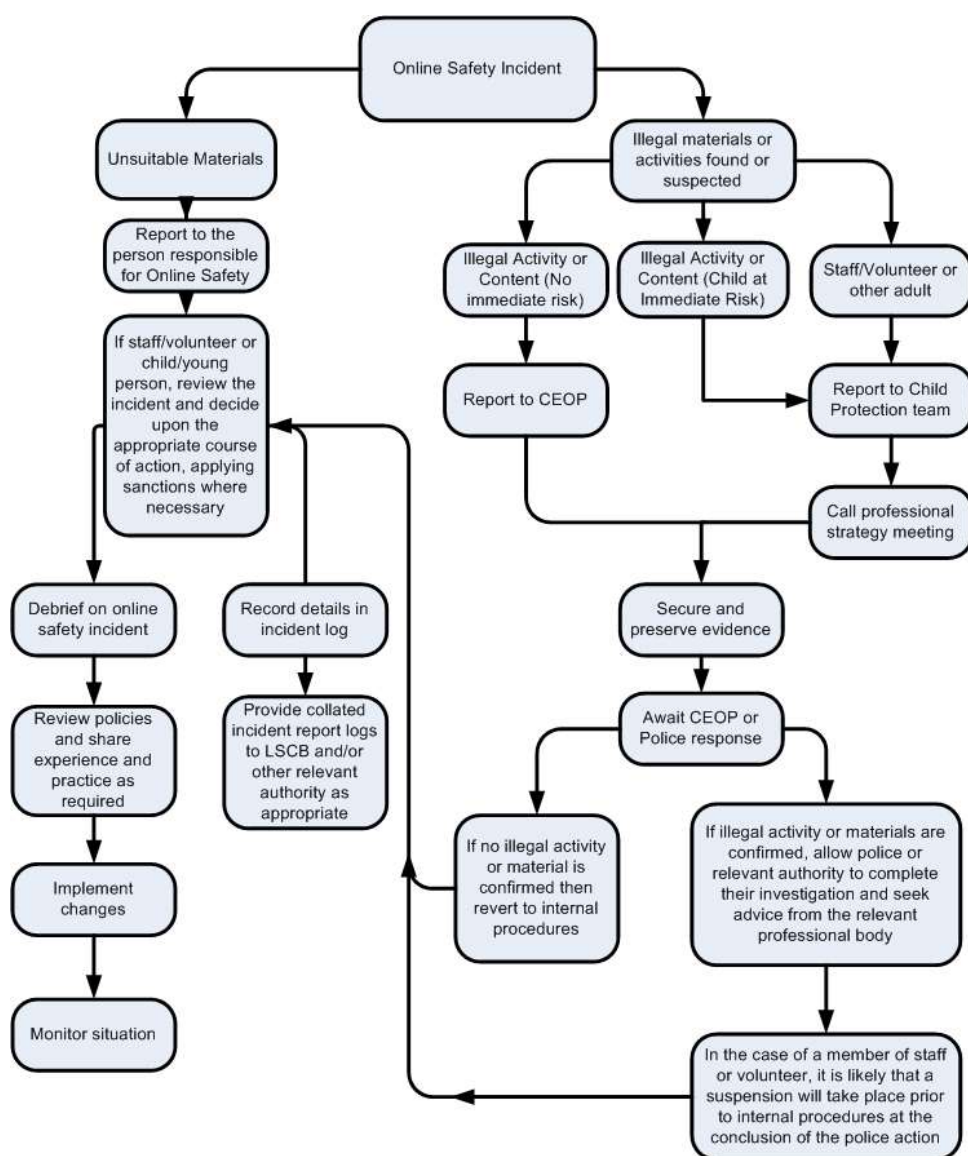 Online Safety Incident
Unsuitable Materials
Report to the
person responsible
for Online Safety
If staff/volunteer or
child/young
person, review the
incident and decide
upon the
appropriate course
of action, applying
sanctions where
necessary
Debrief on online
safety incident
Review policies
and share
experience and
practice as
required
Implement
changes
Monitor situation
Record details in
incident log
Provide collated
incident report logs
to LSCB and/or
other relevant
authority as
appropriate
Illegal materials or
activities found or
suspected
Illegal Activity or
Content (No
immediate risk)
Illegal Activity or
Content (Child at
Immediate Risk)
Staff/Volunteer or
other adult
Report to CEOP
Report to Child
Protection team
Call professional
strategy meeting
Secure and
preserve evidence
Await CEOP or
Police response
If no illegal activity
or material is
confirmed then
revert to internal
procedures
If illegal activity or materials are
confirmed, allow police or
relevant authority to complete
their investigation and seek
advice from the relevant
professional body
In the case of a member of staff
or volunteer, it is likely that a
suspension will take place prior
to internal procedures at the
conclusion of the police action